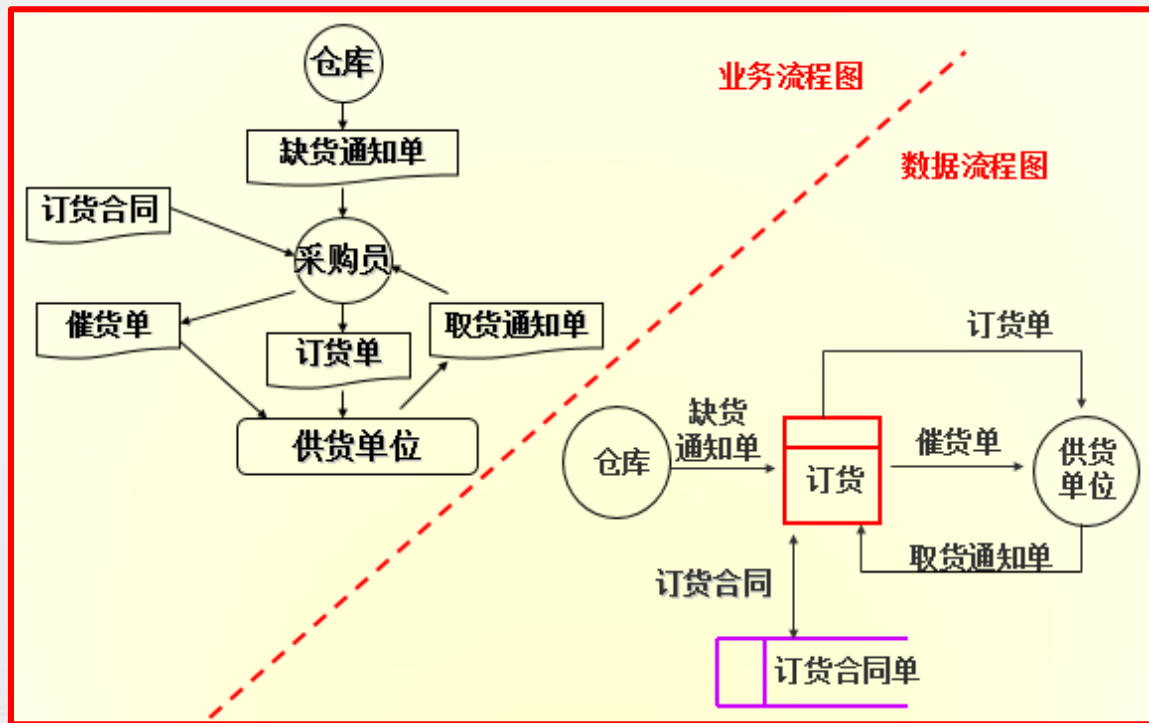 仓库
业务流程图
缺货通知单
数据流程图
订货合同
采购员
催货单
订货单
取货通知单
供货单位
订货单
仓库
缺货
通知单
订货
催货单
供货
单位
取货通知单
订货合同
订货合同单